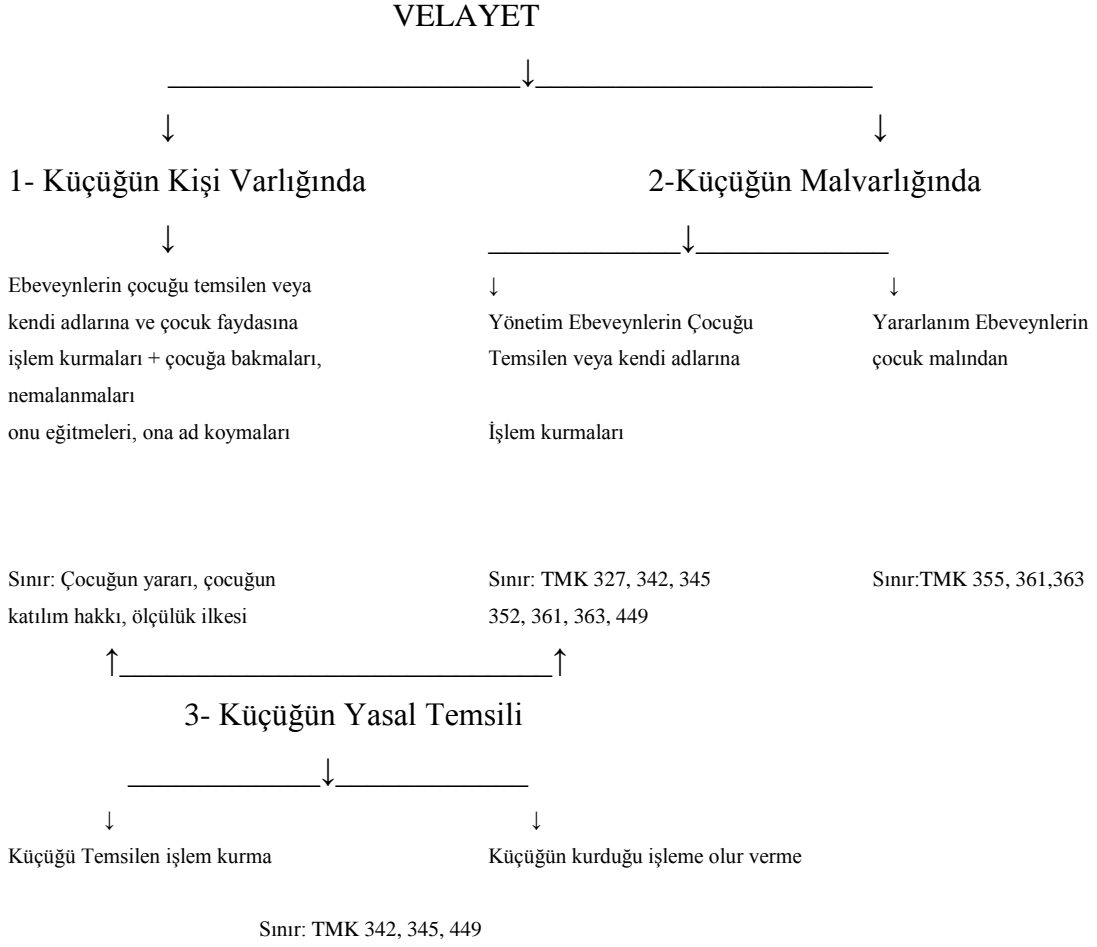 VELAYET
1- Küçüğün Kişi Varlığında 2-Küçüğün Malvarlığında
Ebeveynlerin çocuğu temsilen veya
kendi adlarına ve çocuk faydasına Yönetim Ebeveynlerin Çocuğu Yararlanım Ebeveynlerin
işlem kurmaları + çocuğa bakmaları, Temsilen veya kendi adlarına çocuk malından
nemalanmaları
onu eğitmeleri, ona ad koymaları İşlem kurmaları
Sınır: Çocuğun yararı, çocuğun Sınır: TMK 327, 342, 345 Sınır:TMK 355, 361,363
katılım hakkı, ölçülük ilkesi 352, 361, 363, 449
3- Küçüğün Yasal Temsili
Küçüğü Temsilen işlem kurma Küçüğün kurduğu işleme olur verme
Sınır: TMK 342, 345, 449